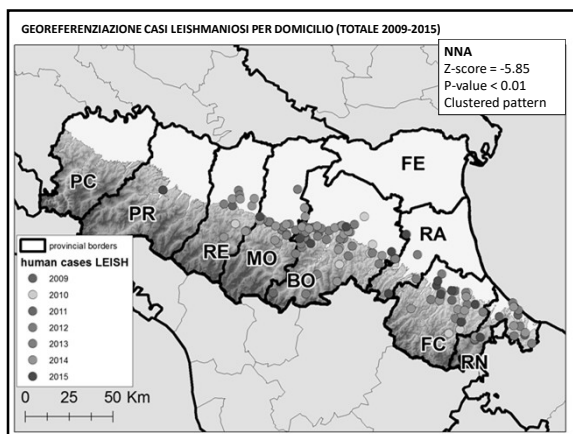 GEOREFERENZIAZIONE CASI LEISHMANIOSI PER DOMICILIO (TOTALE 2009-2015)
NNA
Z-score = -5.85
P-value < 0.01
Clustered pattern
FE
PC
PR
RE
MO
BO
RA
FC
RN
provincial borders
human cases LEISH
2009
2010
2011
2012
2013
2014
2015
0 25 50 Km